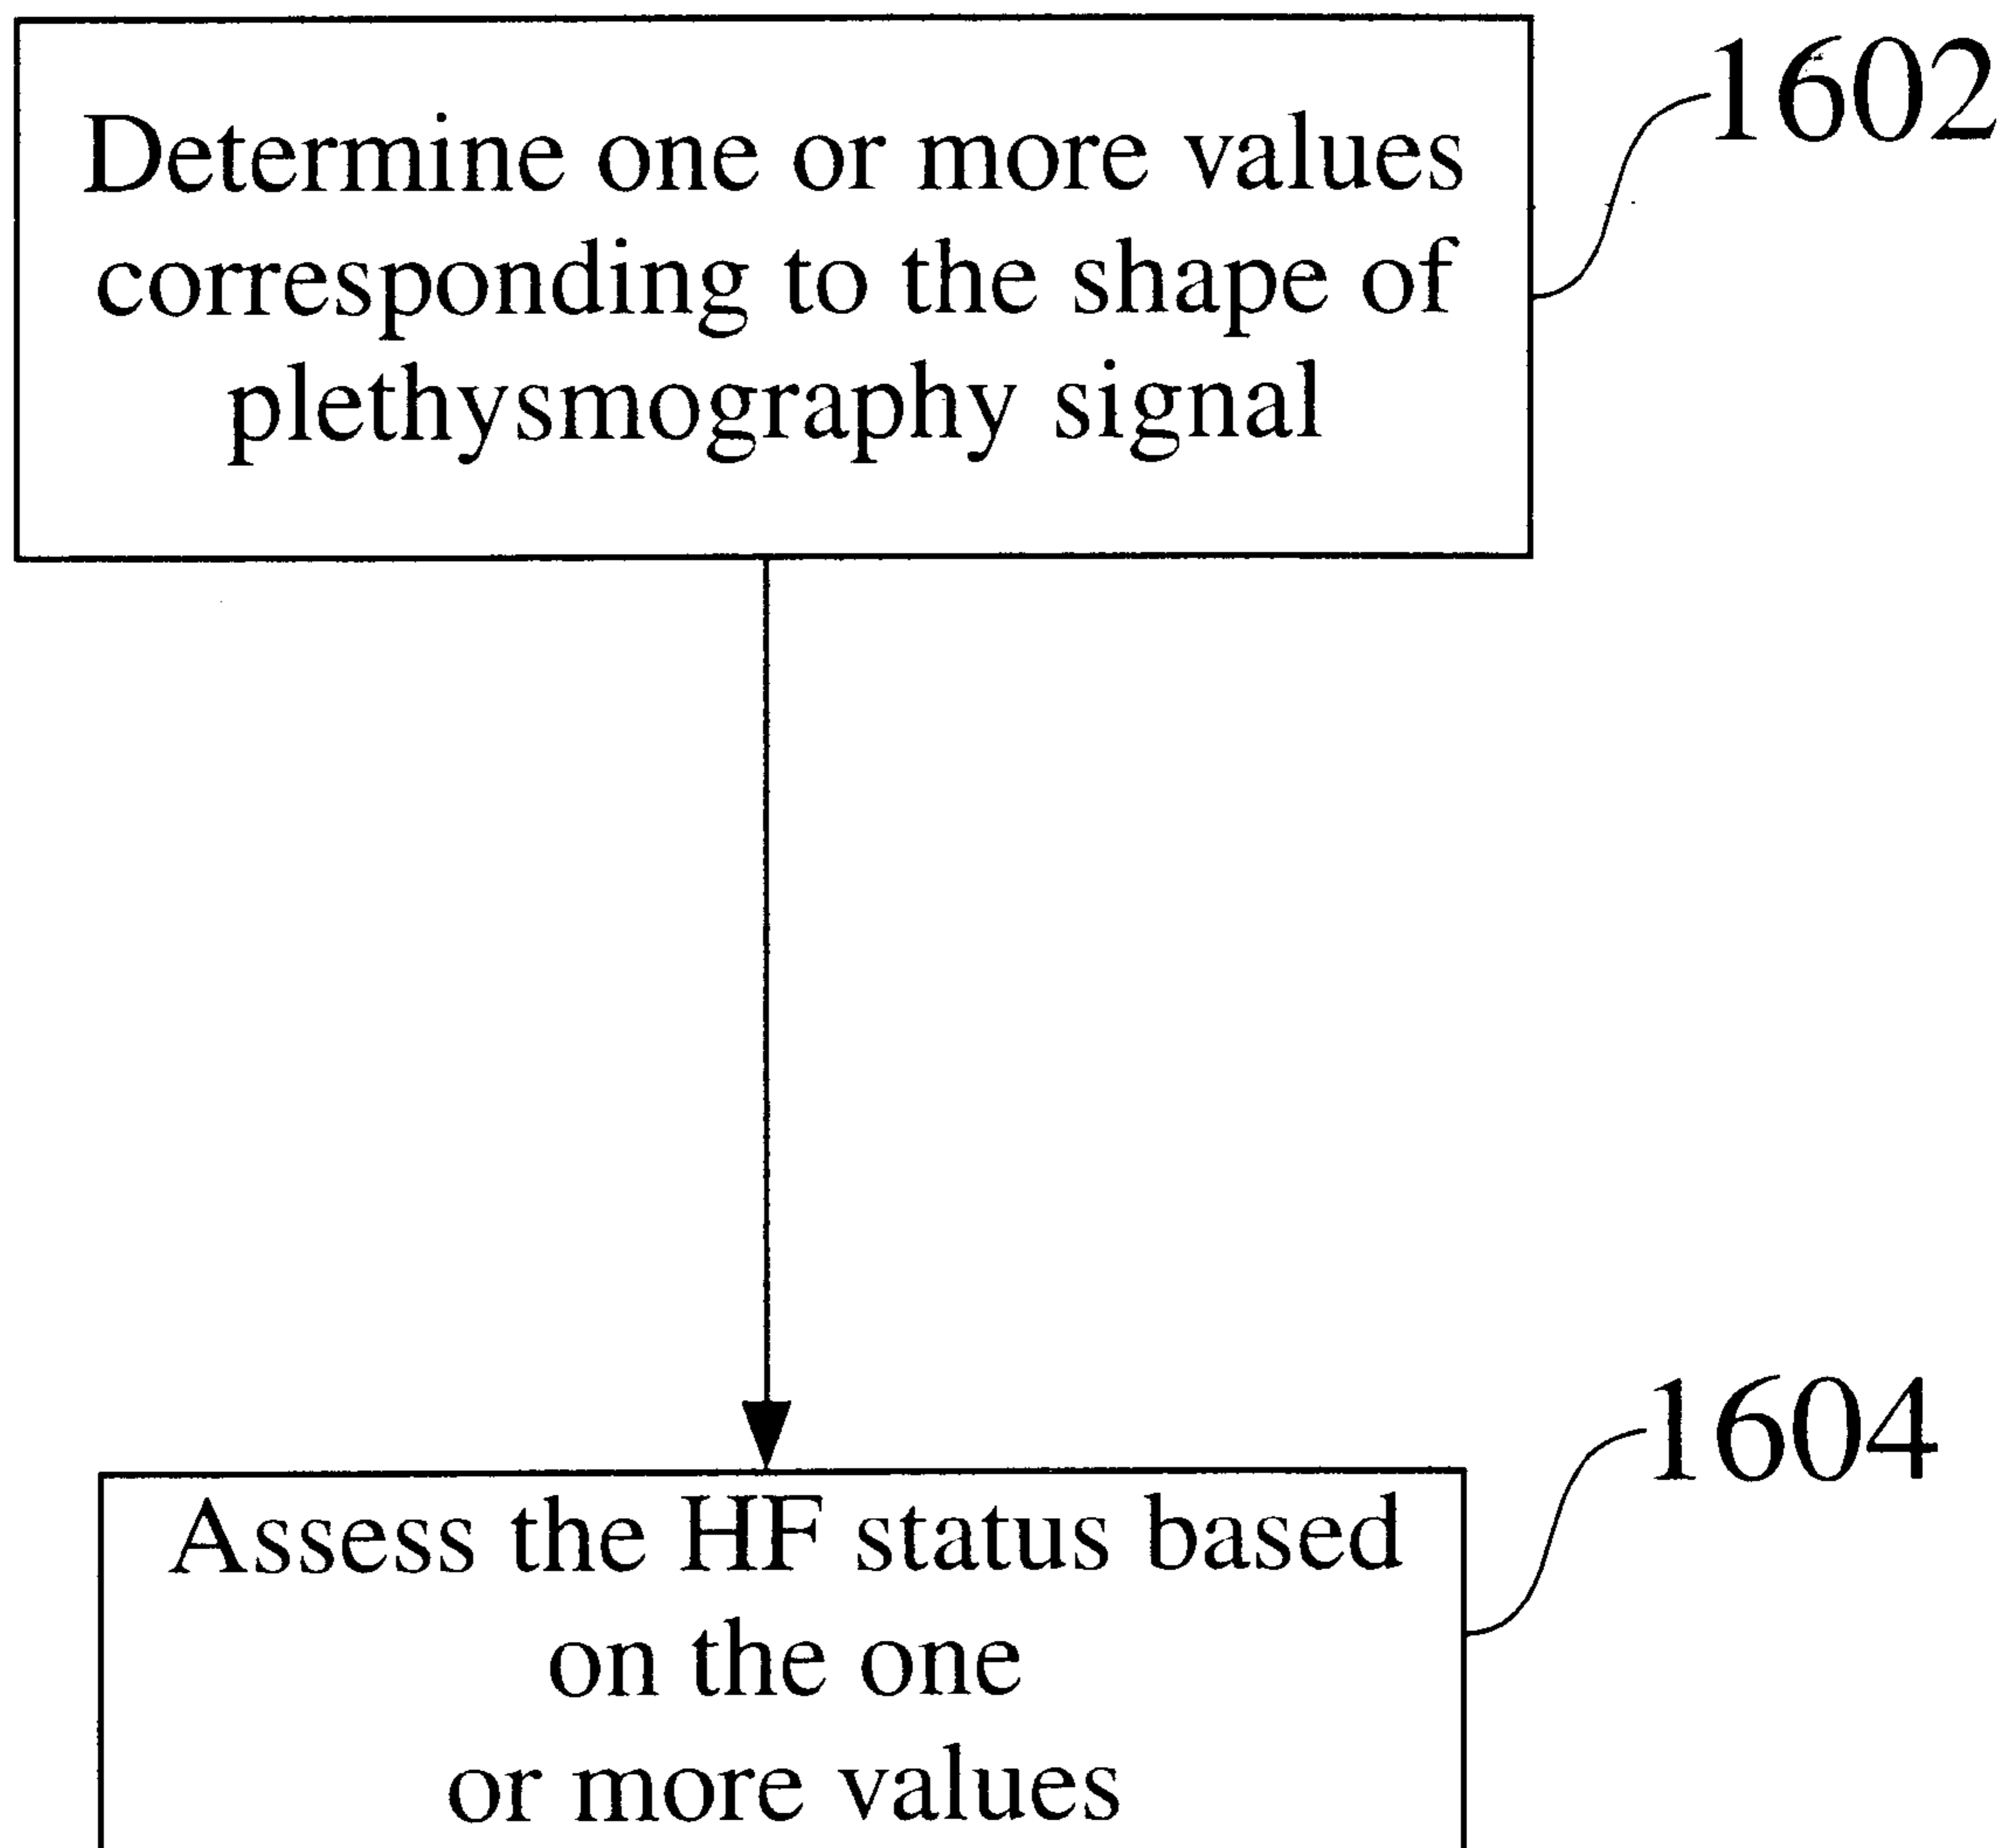 1602
Determine one or more values
corresponding to the shape of
plethysmography signal
1604
Assess the HF status based
on the one
or more values